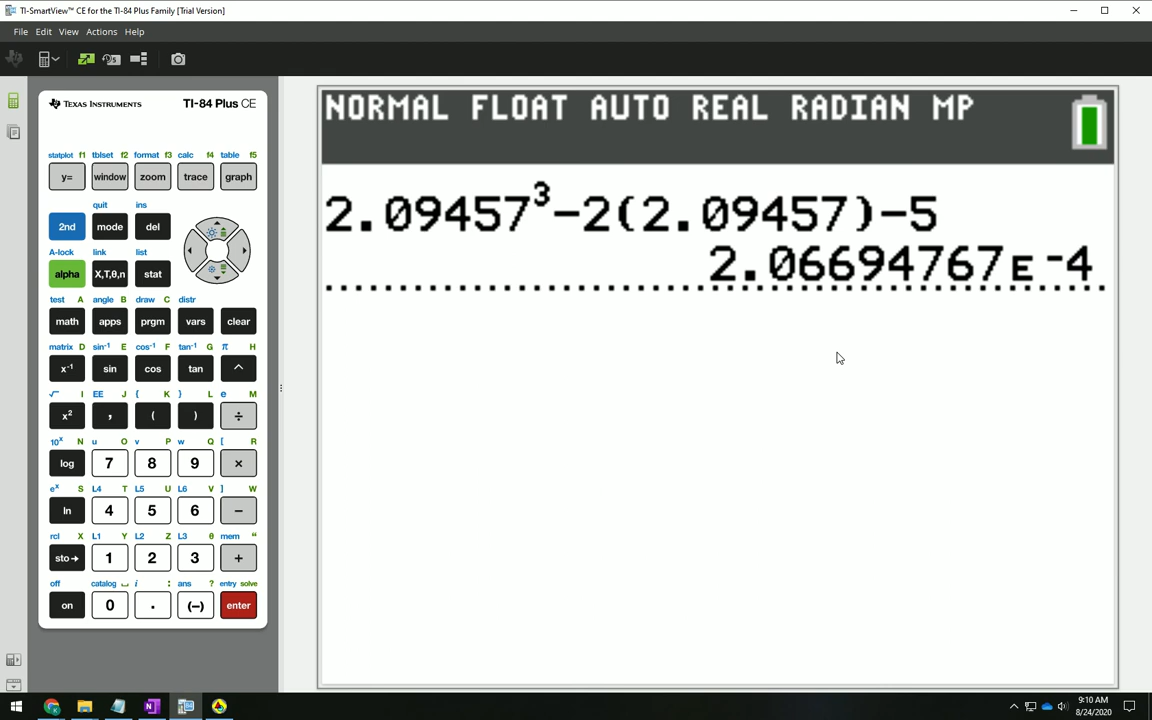 TI-SmartView™ CE for the TI-84 Plus Family [Trial Version]
File Edit View Actions Help
TEXAS INSTRUMENTS TI-84 Plus CE
statplot f1 tblset f2 format f3 calc f4 table f5
y= window zoom trace graph
quit ins
2nd mode del
A-lock link list
alpha X,T,θ,n stat
test A angle B draw C distr
math apps prgm vars clear
matrix D sin⁻¹ E cos⁻¹ F tan⁻¹ G π H
x⁻¹ sin cos tan ^
√ I EE J { K } L e M
x² , ( ) ÷
10ˣ N u O v P w Q [ R
log 7 8 9 ×
eˣ S L4 T L5 U L6 V ] W
ln 4 5 6 −
rcl X L1 Y L2 Z L3 θ mem "
sto→ 1 2 3 +
off catalog ⎵ i : ans ? entry solve
on 0 . (−) enter
NORMAL FLOAT AUTO REAL RADIAN MP
2.09457³−2(2.09457)−5
2.06694767ᴇ⁻4
9:10 AM
8/24/2020